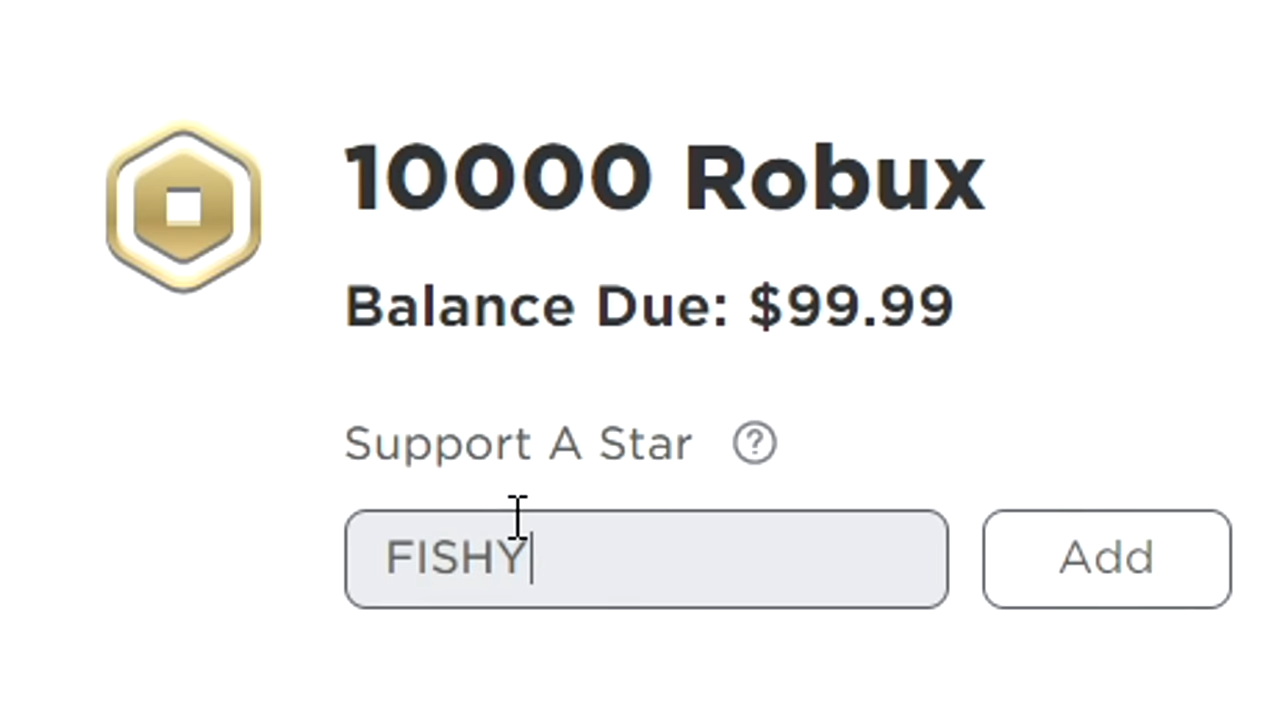 10000 Robux
Balance Due: $99.99
Support A Star ?
FISHY
Add